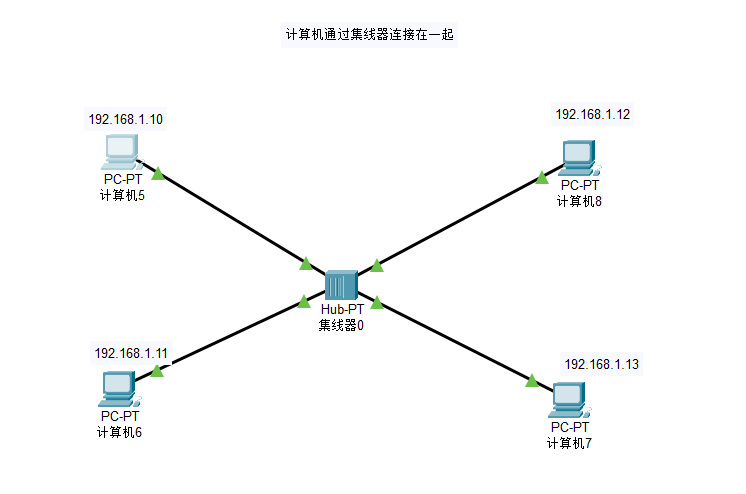 计算机通过集线器连接在一起
192.168.1.10
PC-PT
计算机5
192.168.1.12
PC-PT
计算机8
Hub-PT
集线器0
192.168.1.11
PC-PT
计算机6
192.168.1.13
PC-PT
计算机7